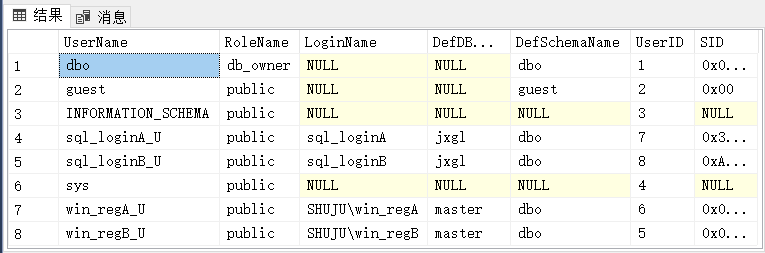 结果 消息
UserName RoleName LoginName DefDB... DefSchemaName UserID SID
1 dbo db_owner NULL NULL dbo 1 0x0...
2 guest public NULL NULL guest 2 0x00
3 INFORMATION_SCHEMA public NULL NULL NULL 3 NULL
4 sql_loginA_U public sql_loginA jxgl dbo 7 0x3...
5 sql_loginB_U public sql_loginB jxgl dbo 8 0xA...
6 sys public NULL NULL NULL 4 NULL
7 win_regA_U public SHUJU\win_regA master dbo 6 0x0...
8 win_regB_U public SHUJU\win_regB master dbo 5 0x0...